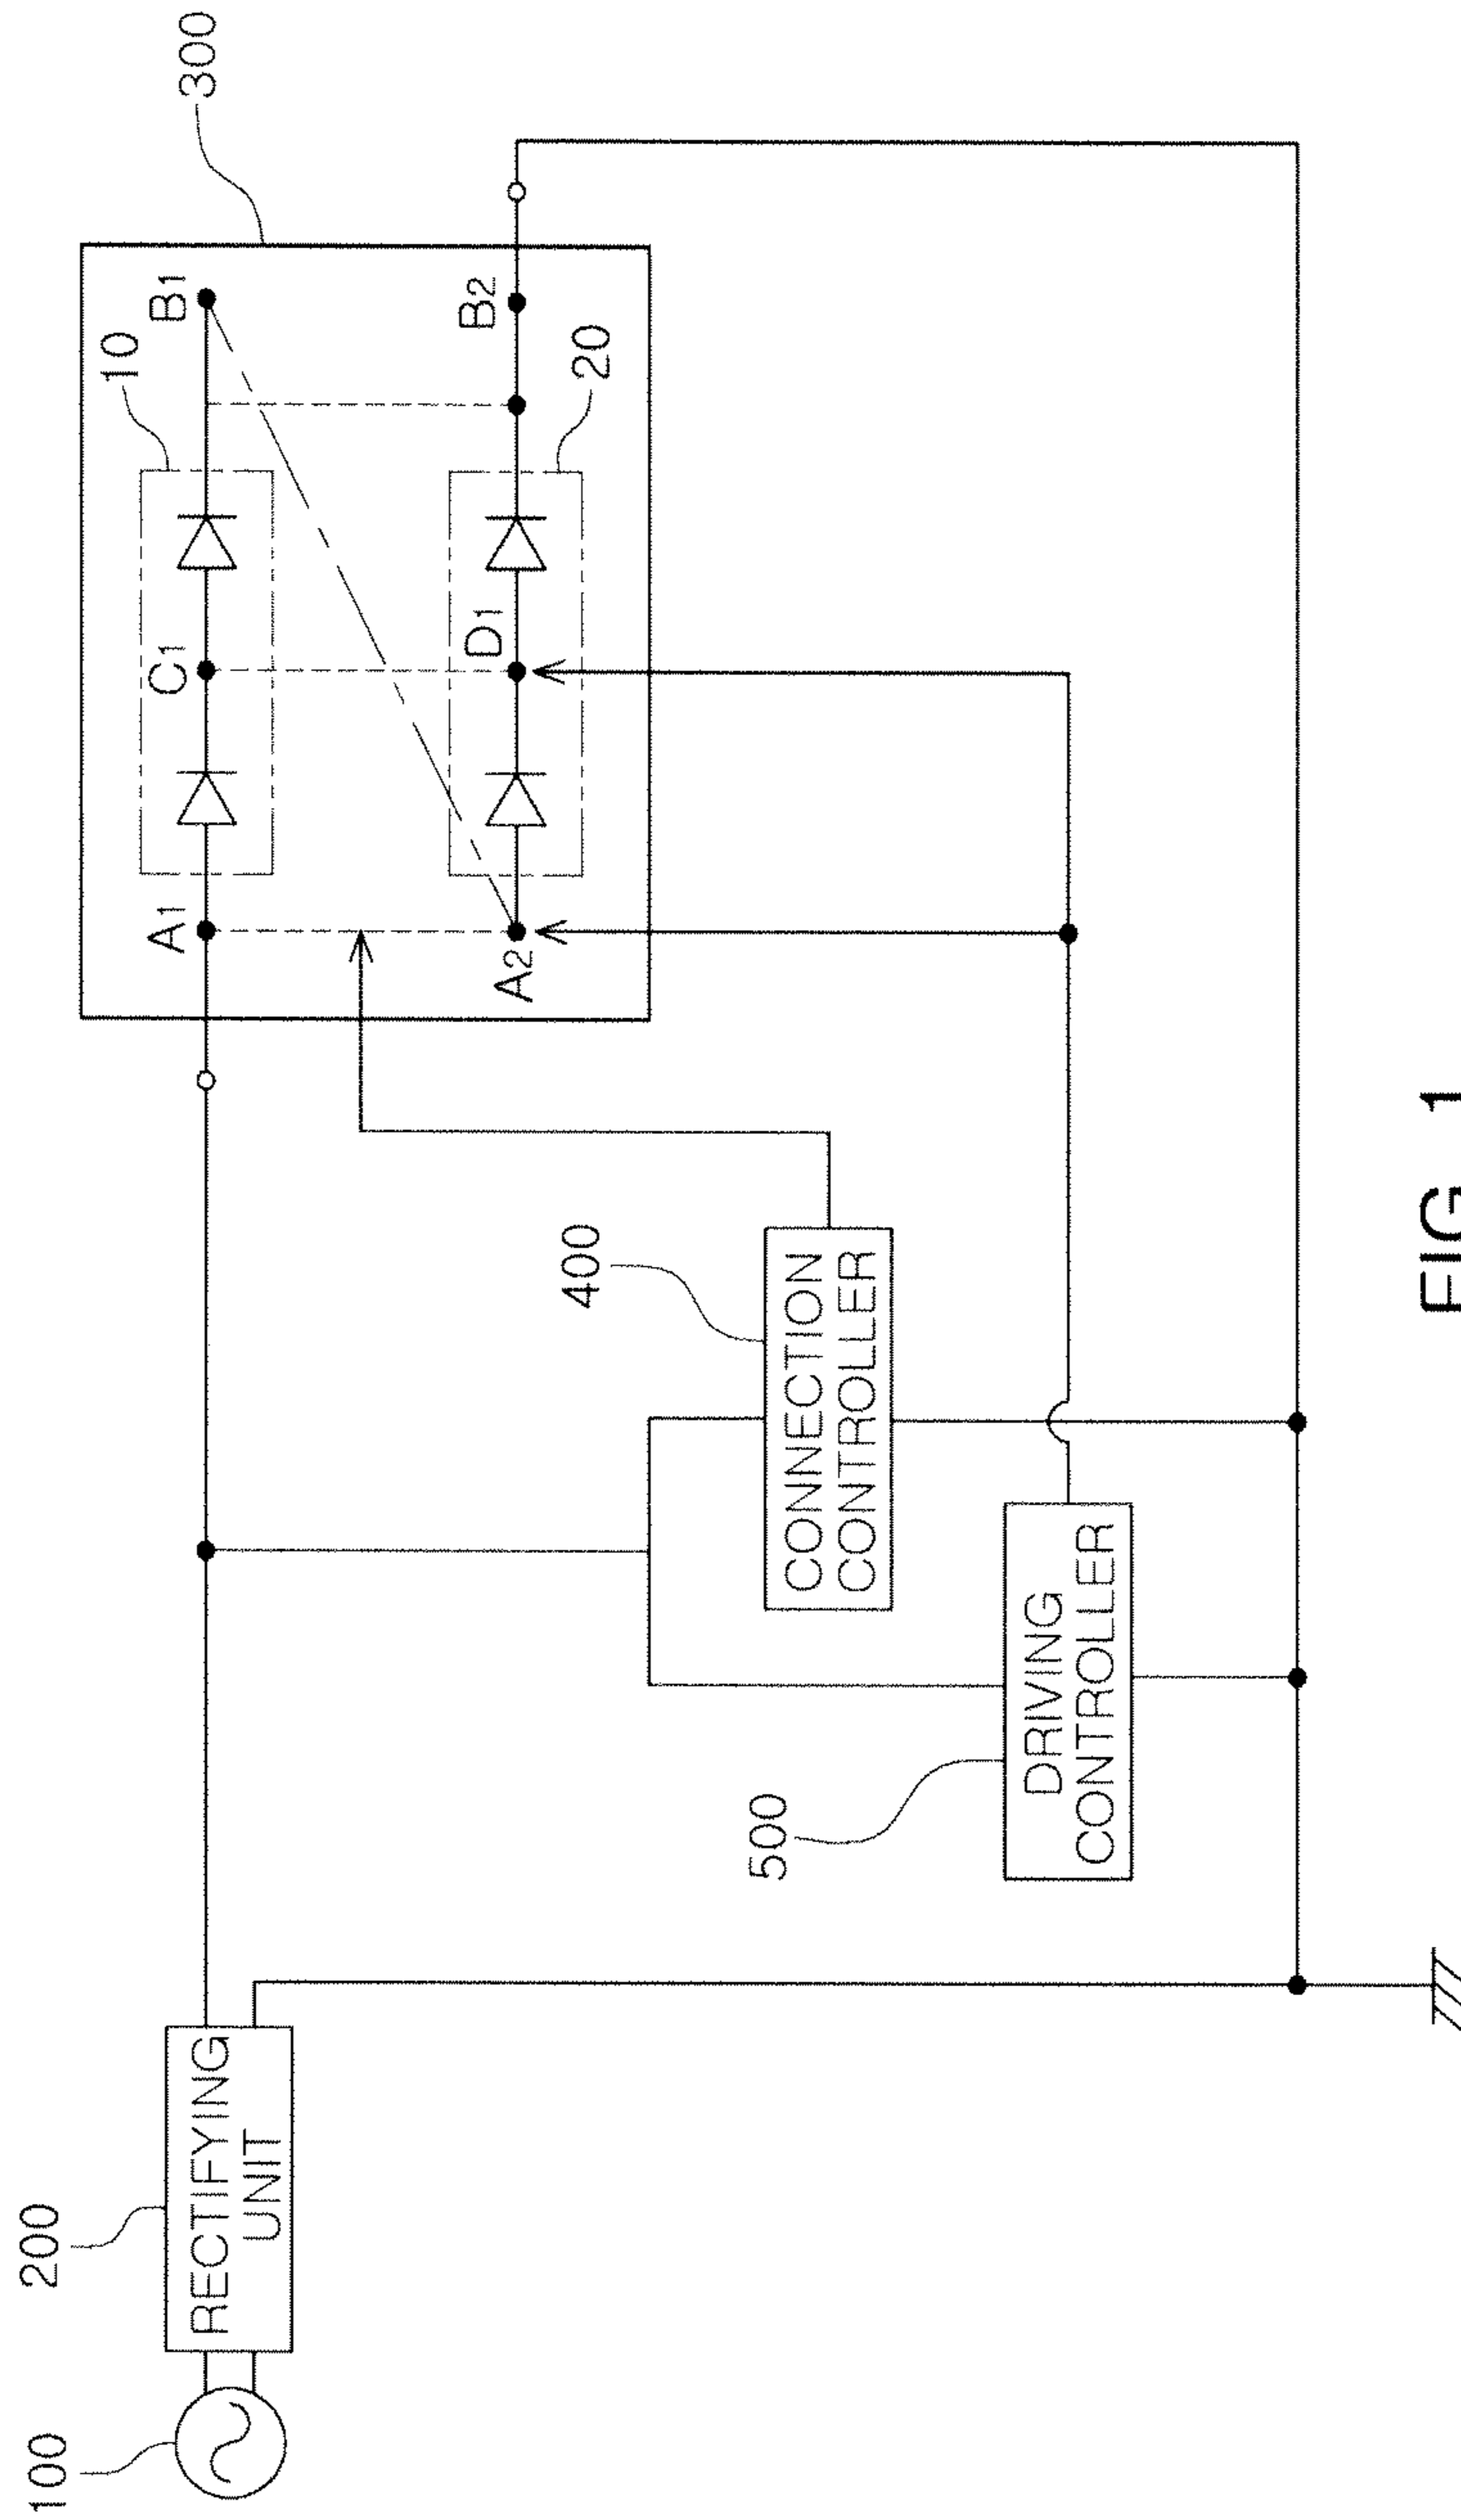 300
10
B1
B2
20
C1
D1
A1
A2
400
CONNECTION
CONTROLLER
500
DRIVING
CONTROLLER
200
RECTIFYING
UNIT
100
FIG. 1